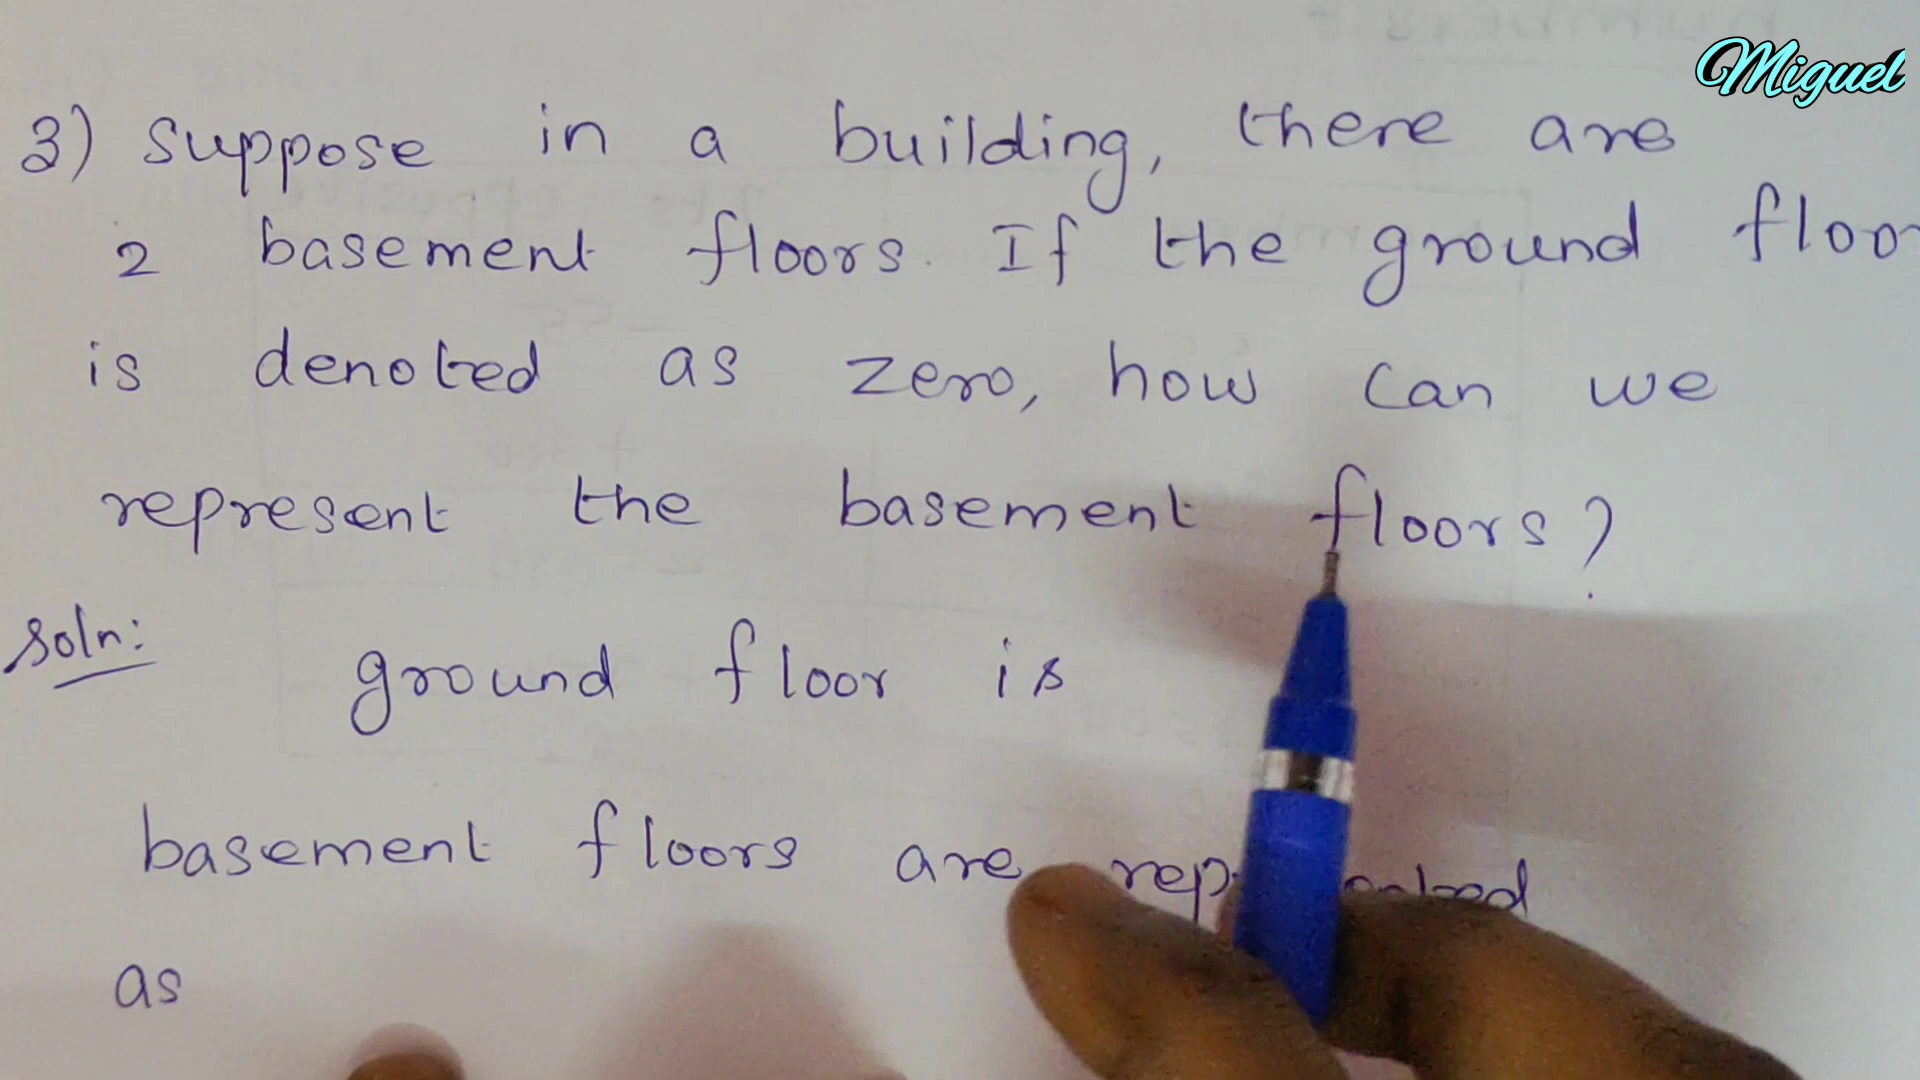 Miguel
3) Suppose in a building, there are
2 basement floors. If the ground floo
is denoted as zero, how can we
represent the basement floors?
Soln: ground floor is
basement floors are
as